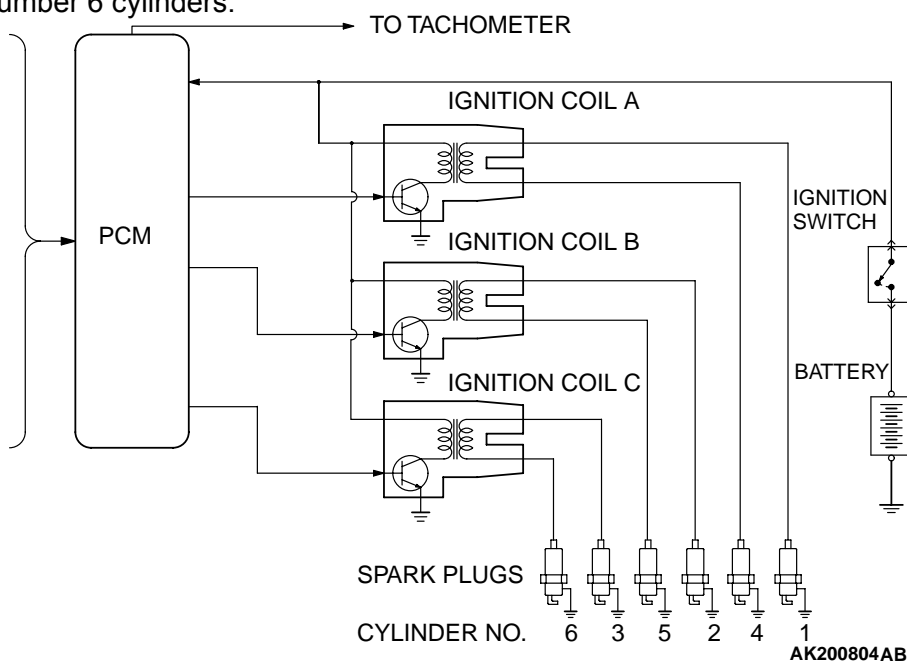 number 6 cylinders.
TO TACHOMETER
IGNITION COIL A
PCM
IGNITION
SWITCH
IGNITION COIL B
BATTERY
IGNITION COIL C
SPARK PLUGS
CYLINDER NO. 6 3 5 2 4 1
AK200804AB